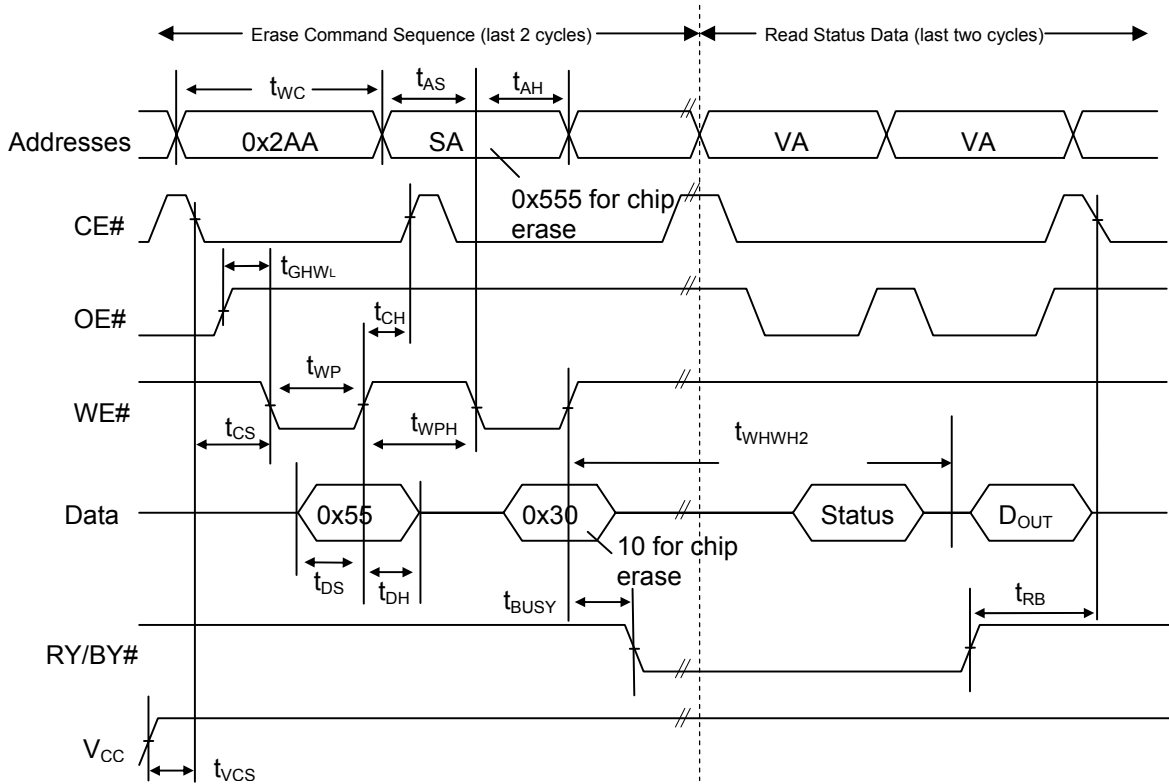 Erase Command Sequence (last 2 cycles)
Read Status Data (last two cycles)
tWC
tAS
tAH
Addresses
0x2AA
SA
VA
VA
0x555 for chip
erase
CE#
tGHWL
OE#
tCH
tWP
WE#
tCS
tWPH
tWHWH2
Data
0x55
0x30
Status
DOUT
10 for chip
erase
tDS
tDH
tBUSY
tRB
RY/BY#
VCC
tVCS